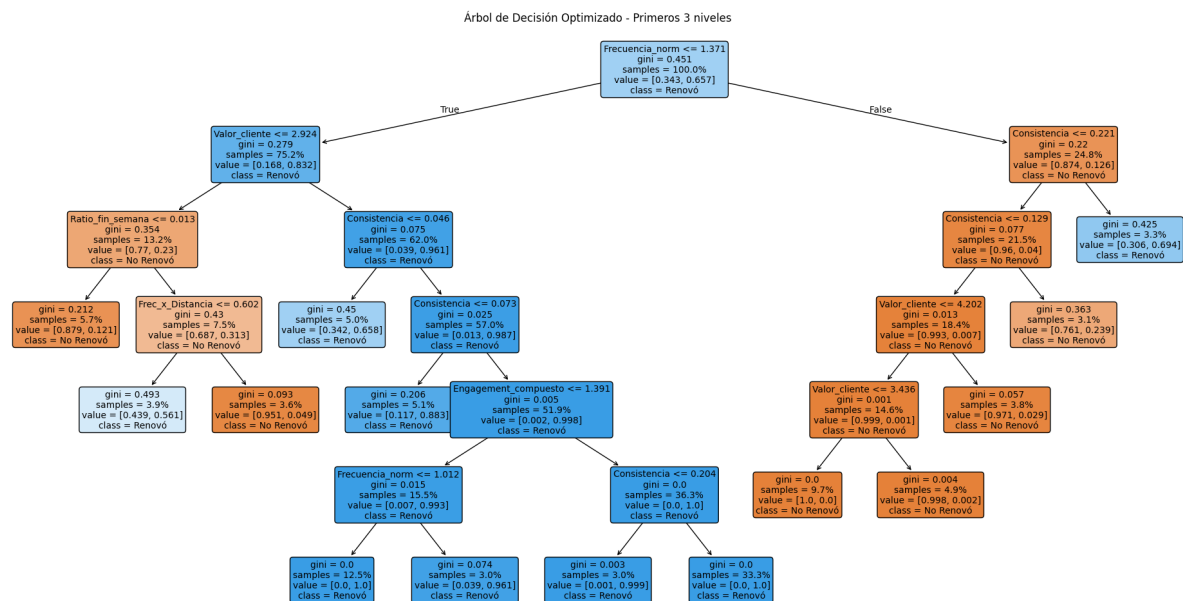 Árbol de Decisión Optimizado - Primeros 3 niveles
Frecuencia_norm <= 1.371
gini = 0.451
samples = 100.0%
value = [0.343, 0.657]
class = Renovó
True
False
Valor_cliente <= 2.924
gini = 0.279
samples = 75.2%
value = [0.168, 0.832]
class = Renovó
Consistencia <= 0.221
gini = 0.22
samples = 24.8%
value = [0.874, 0.126]
class = No Renovó
Ratio_fin_semana <= 0.013
gini = 0.354
samples = 13.2%
value = [0.77, 0.23]
class = No Renovó
Consistencia <= 0.046
gini = 0.075
samples = 62.0%
value = [0.039, 0.961]
class = Renovó
Consistencia <= 0.129
gini = 0.077
samples = 21.5%
value = [0.96, 0.04]
class = No Renovó
gini = 0.425
samples = 3.3%
value = [0.306, 0.694]
class = Renovó
gini = 0.212
samples = 5.7%
value = [0.879, 0.121]
class = No Renovó
Frec_x_Distancia <= 0.602
gini = 0.43
samples = 7.5%
value = [0.687, 0.313]
class = No Renovó
gini = 0.45
samples = 5.0%
value = [0.342, 0.658]
class = Renovó
Consistencia <= 0.073
gini = 0.025
samples = 57.0%
value = [0.013, 0.987]
class = Renovó
Valor_cliente <= 4.202
gini = 0.013
samples = 18.4%
value = [0.993, 0.007]
class = No Renovó
gini = 0.363
samples = 3.1%
value = [0.761, 0.239]
class = No Renovó
gini = 0.493
samples = 3.9%
value = [0.439, 0.561]
class = Renovó
gini = 0.093
samples = 3.6%
value = [0.951, 0.049]
class = No Renovó
gini = 0.206
samples = 5.1%
value = [0.117, 0.883]
class = Renovó
Engagement_compuesto <= 1.391
gini = 0.005
samples = 51.9%
value = [0.002, 0.998]
class = Renovó
Valor_cliente <= 3.436
gini = 0.001
samples = 14.6%
value = [0.999, 0.001]
class = No Renovó
gini = 0.057
samples = 3.8%
value = [0.971, 0.029]
class = No Renovó
Frecuencia_norm <= 1.012
gini = 0.015
samples = 15.5%
value = [0.007, 0.993]
class = Renovó
Consistencia <= 0.204
gini = 0.0
samples = 36.3%
value = [0.0, 1.0]
class = Renovó
gini = 0.0
samples = 9.7%
value = [1.0, 0.0]
class = No Renovó
gini = 0.004
samples = 4.9%
value = [0.998, 0.002]
class = No Renovó
gini = 0.0
samples = 12.5%
value = [0.0, 1.0]
class = Renovó
gini = 0.074
samples = 3.0%
value = [0.039, 0.961]
class = Renovó
gini = 0.003
samples = 3.0%
value = [0.001, 0.999]
class = Renovó
gini = 0.0
samples = 33.3%
value = [0.0, 1.0]
class = Renovó